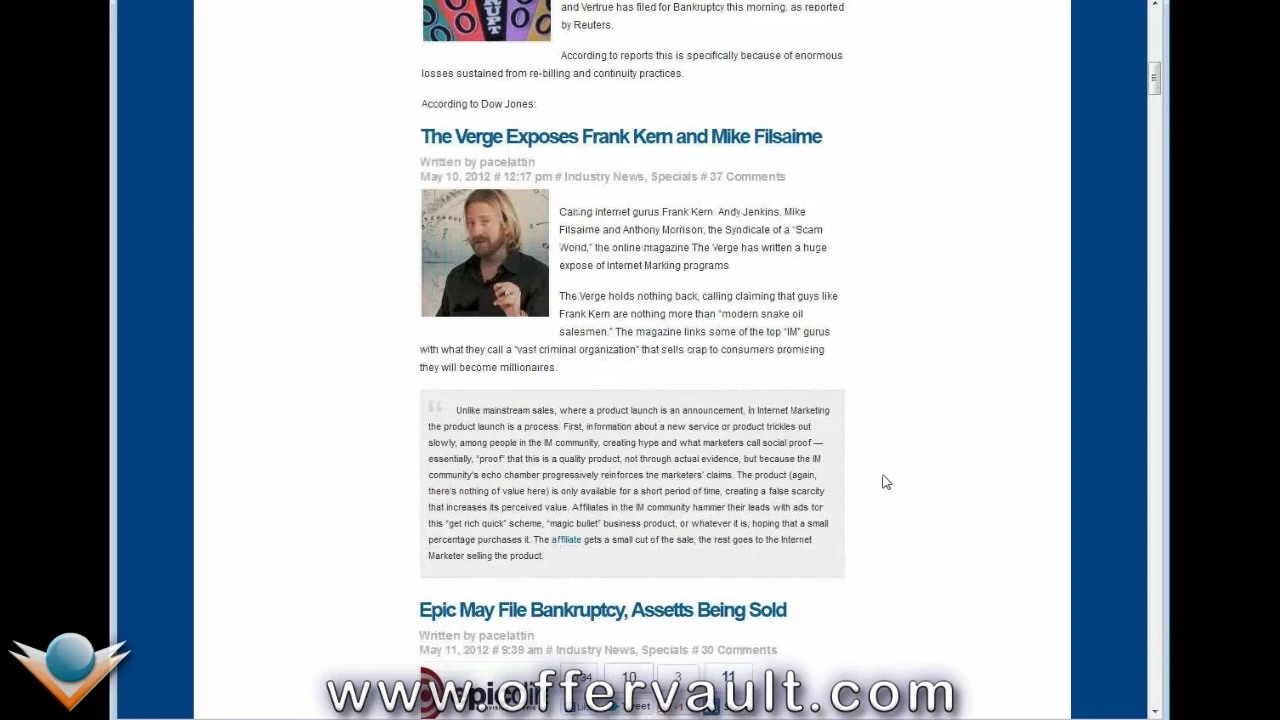 and Vertrue has filed for Bankruptcy this morning, as reported
by Reuters.
According to reports this is specifically because of enormous
losses sustained from re-billing and continuity practices.
According to Dow Jones:
The Verge Exposes Frank Kern and Mike Filsaime
Written by pacelattin
May 10, 2012 # 12:17 pm # Industry News, Specials # 37 Comments
Calling internet gurus Frank Kern, Andy Jenkins, Mike
Filsaime and Anthony Morrison, the Syndicate of a "Scam
World," the online magazine The Verge has written a huge
expose of Internet Marking programs.
The Verge holds nothing back, calling claiming that guys like
Frank Kern are nothing more than "modern snake oil
salesmen." The magazine links some of the top "IM" gurus
with what they call a "vast criminal organization" that sells crap to consumers promising
they will become millionaires.
Unlike mainstream sales, where a product launch is an announcement, in Internet Marketing
the product launch is a process. First, information about a new service or product trickles out
slowly, among people in the IM community, creating hype and what marketers call social proof —
essentially, "proof" that this is a quality product, not through actual evidence, but because the IM
community's echo chamber progressively reinforces the marketers' claims. The product (again,
there's nothing of value here) is only available for a short period of time, creating a false scarcity
that increases its perceived value. Affiliates in the IM community hammer their leads with ads for
this "get rich quick" scheme, "magic bullet" business product, or whatever it is, hoping that a small
percentage purchases it. The affiliate gets a small cut of the sale; the rest goes to the Internet
Marketer selling the product.
Epic May File Bankruptcy, Assetts Being Sold
Written by pacelattin
May 11, 2012 # 9:39 am # Industry News, Specials # 30 Comments
10 3 11
Tweet
www.offervault.com